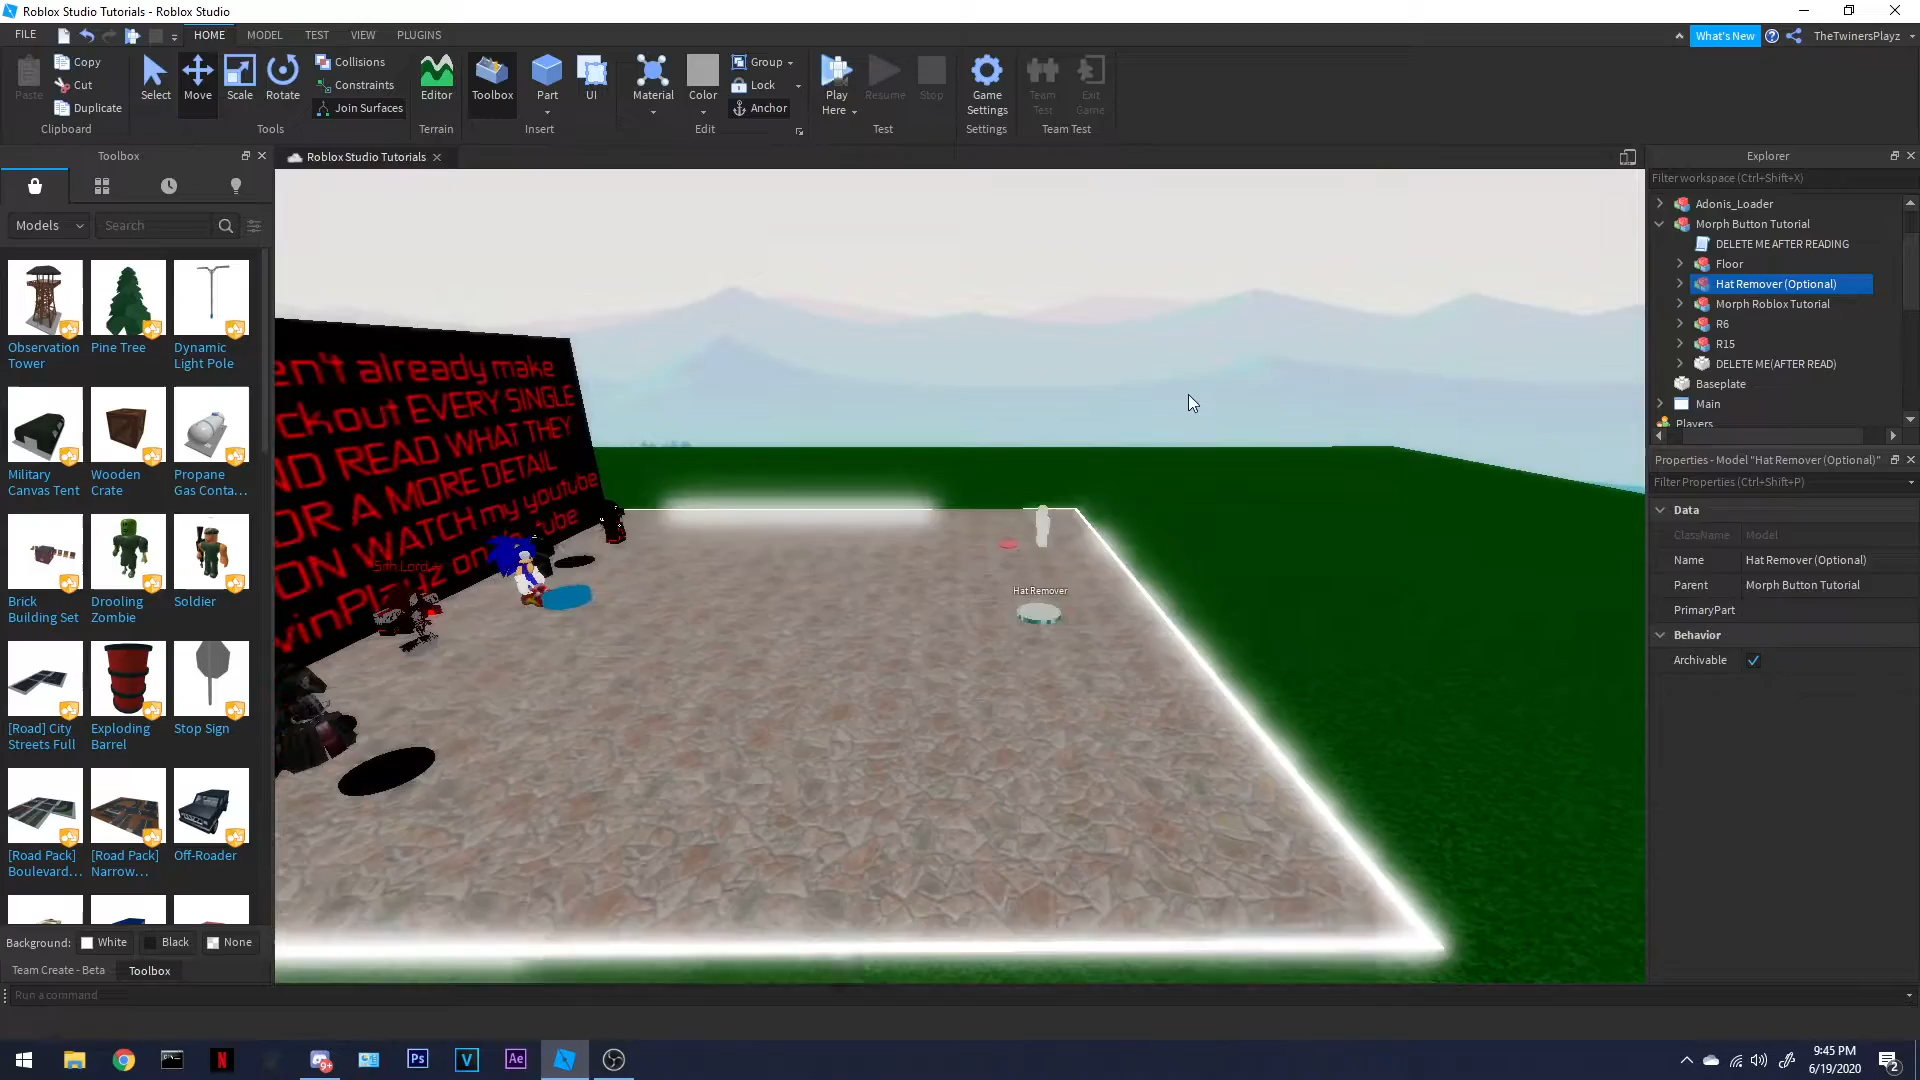 Roblox Studio Tutorials - Roblox Studio
FILE
HOME
MODEL
TEST
VIEW
PLUGINS
What's New
TheTwinersPlayz
Paste
Copy
Cut
Duplicate
Clipboard
Select
Move
Scale
Rotate
Collisions
Constraints
Join Surfaces
Tools
Editor
Terrain
Toolbox
Part
UI
Insert
Material
Color
Group
Lock
Anchor
Edit
Play
Here
Resume
Stop
Test
Game
Settings
Settings
Team
Test
Exit
Game
Team Test
Toolbox
Roblox Studio Tutorials
Models
Search
Observation
Tower
Pine Tree
Dynamic
Light Pole
Military
Canvas Tent
Wooden
Crate
Propane
Gas Conta...
Brick
Building Set
Drooling
Zombie
Soldier
[Road] City
Streets Full
Exploding
Barrel
Stop Sign
[Road Pack]
Boulevard...
[Road Pack]
Narrow...
Off-Roader
Background:
White
Black
None
Team Create - Beta
Toolbox
Run a command
en't already make
ckout EVERY SINGLE
ND READ WHAT THEY
OR A MORE DETAIL
ON WATCH my youtube
winPlayz on
tube
Sith Lord
Hat Remover
Explorer
Filter workspace (Ctrl+Shift+X)
Adonis_Loader
Morph Button Tutorial
DELETE ME AFTER READING
Floor
Hat Remover (Optional)
Morph Roblox Tutorial
R6
R15
DELETE ME(AFTER READ)
Baseplate
Main
Players
Properties - Model "Hat Remover (Optional)"
Filter Properties (Ctrl+Shift+P)
Data
ClassName Model
Name Hat Remover (Optional)
Parent Morph Button Tutorial
PrimaryPart
Behavior
Archivable
N
9+
Ps
V
Ae
9:45 PM
6/19/2020
2